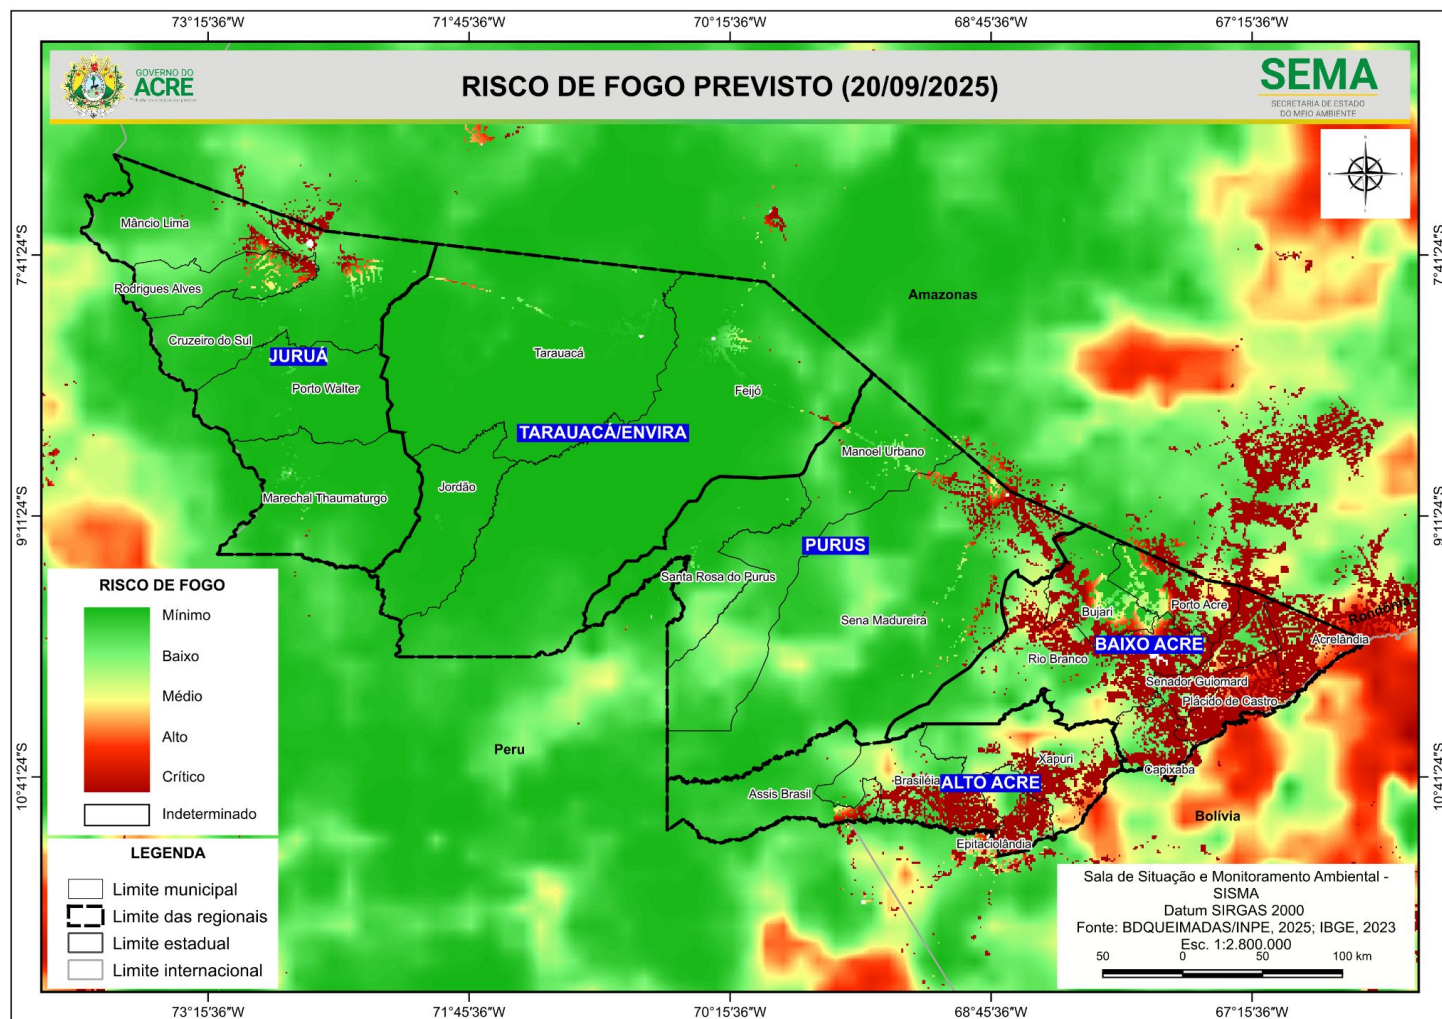 73°15'36"W
71°45'36"W
70°15'36"W
68°45'36"W
67°15'36"W
GOVERNO DO
ACRE
RISCO DE FOGO PREVISTO (20/09/2025)
SEMA
SECRETARIA DE ESTADO
DO MEIO AMBIENTE
7°41'24"S
7°41'24"S
9°11'24"S
9°11'24"S
10°41'24"S
10°41'24"S
Mâncio Lima
Rodrigues Alves
Cruzeiro do Sul
JURUÁ
Porto Walter
Marechal Thaumaturgo
Tarauacá
Feijó
TARAUACÁ/ENVIRA
Jordão
Amazonas
Manoel Urbano
PURUS
Santa Rosa do Purus
Sena Madureira
Bujari
Porto Acre
Rondônia
Acrelândia
BAIXO ACRE
Rio Branco
Senador Guiomard
Plácido de Castro
Xapuri
Capixaba
Brasiléia
ALTO ACRE
Assis Brasil
Epitaciolândia
Peru
Bolívia
RISCO DE FOGO
Mínimo
Baixo
Médio
Alto
Crítico
Indeterminado
LEGENDA
Limite municipal
Limite das regionais
Limite estadual
Limite internacional
Sala de Situação e Monitoramento Ambiental -
SISMA
Datum SIRGAS 2000
Fonte: BDQUEIMADAS/INPE, 2025; IBGE, 2023
Esc. 1:2.800.000
50 0 50 100 km
73°15'36"W
71°45'36"W
70°15'36"W
68°45'36"W
67°15'36"W